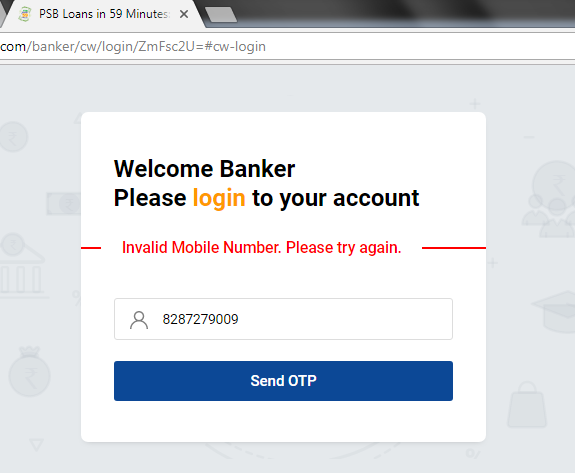 PSB Loans in 59 Minutes
com/banker/cw/login/ZmFsc2U=#cw-login
Welcome Banker
Please login to your account
Invalid Mobile Number. Please try again.
8287279009
Send OTP